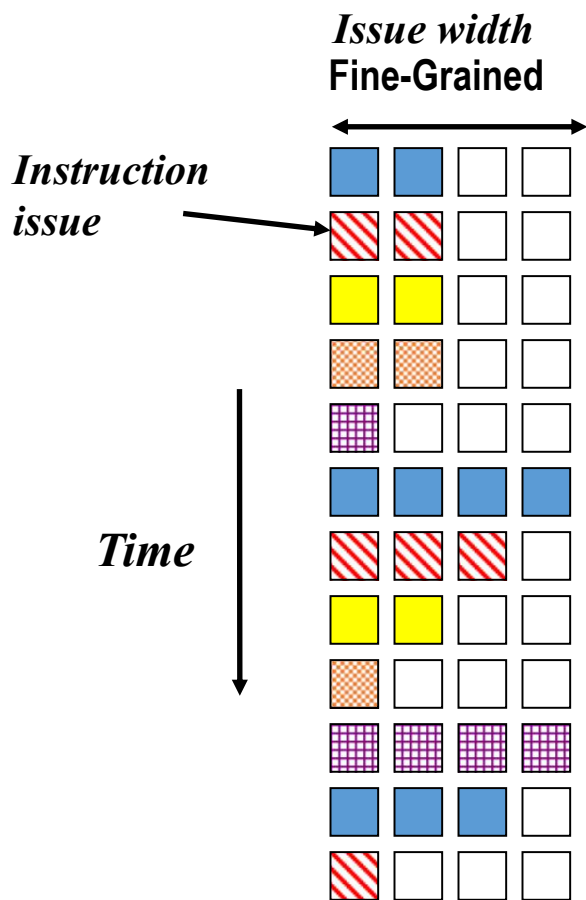 Issue width
Fine-Grained
Instruction
issue
Time